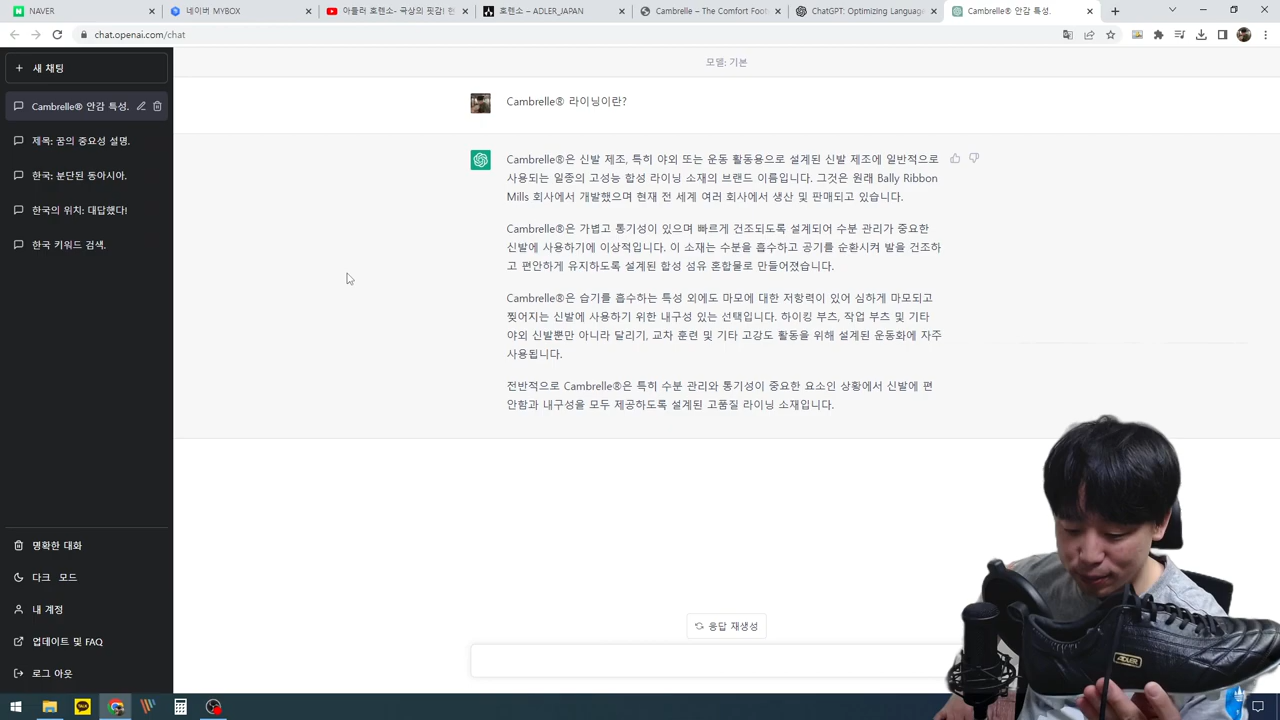 NAVER
네이버 MYBOX
아들러 호렌소- 극상의 핏감! 한
호렌소 – ADLER_JAPAN
Cambrelle – The Comfort Foot
ChatGPT: Optimizing Language
Cambrelle® 안감 특성.
chat.openai.com/chat
새 채팅
모델: 기본
Cambrelle® 안감 특성.
제목: 꿈의 중요성 설명.
한국: 분단된 동아시아.
한국의 위치: 대답했다!
한국 키워드 검색.
Cambrelle® 라이닝이란?
Cambrelle®은 신발 제조, 특히 야외 또는 운동 활동용으로 설계된 신발 제조에 일반적으로
사용되는 일종의 고성능 합성 라이닝 소재의 브랜드 이름입니다. 그것은 원래 Bally Ribbon
Mills 회사에서 개발했으며 현재 전 세계 여러 회사에서 생산 및 판매되고 있습니다.
Cambrelle®은 가볍고 통기성이 있으며 빠르게 건조되도록 설계되어 수분 관리가 중요한
신발에 사용하기에 이상적입니다. 이 소재는 수분을 흡수하고 공기를 순환시켜 발을 건조하
고 편안하게 유지하도록 설계된 합성 섬유 혼합물로 만들어졌습니다.
Cambrelle®은 습기를 흡수하는 특성 외에도 마모에 대한 저항력이 있어 심하게 마모되고
찢어지는 신발에 사용하기 위한 내구성 있는 선택입니다. 하이킹 부츠, 작업 부츠 및 기타
야외 신발뿐만 아니라 달리기, 교차 훈련 및 기타 고강도 활동을 위해 설계된 운동화에 자주
사용됩니다.
전반적으로 Cambrelle®은 특히 수분 관리와 통기성이 중요한 요소인 상황에서 신발에 편
안함과 내구성을 모두 제공하도록 설계된 고품질 라이닝 소재입니다.
명확한 대화
다크 모드
내 계정
업데이트 및 FAQ
로그 아웃
응답 재생성
TALK
ADLER